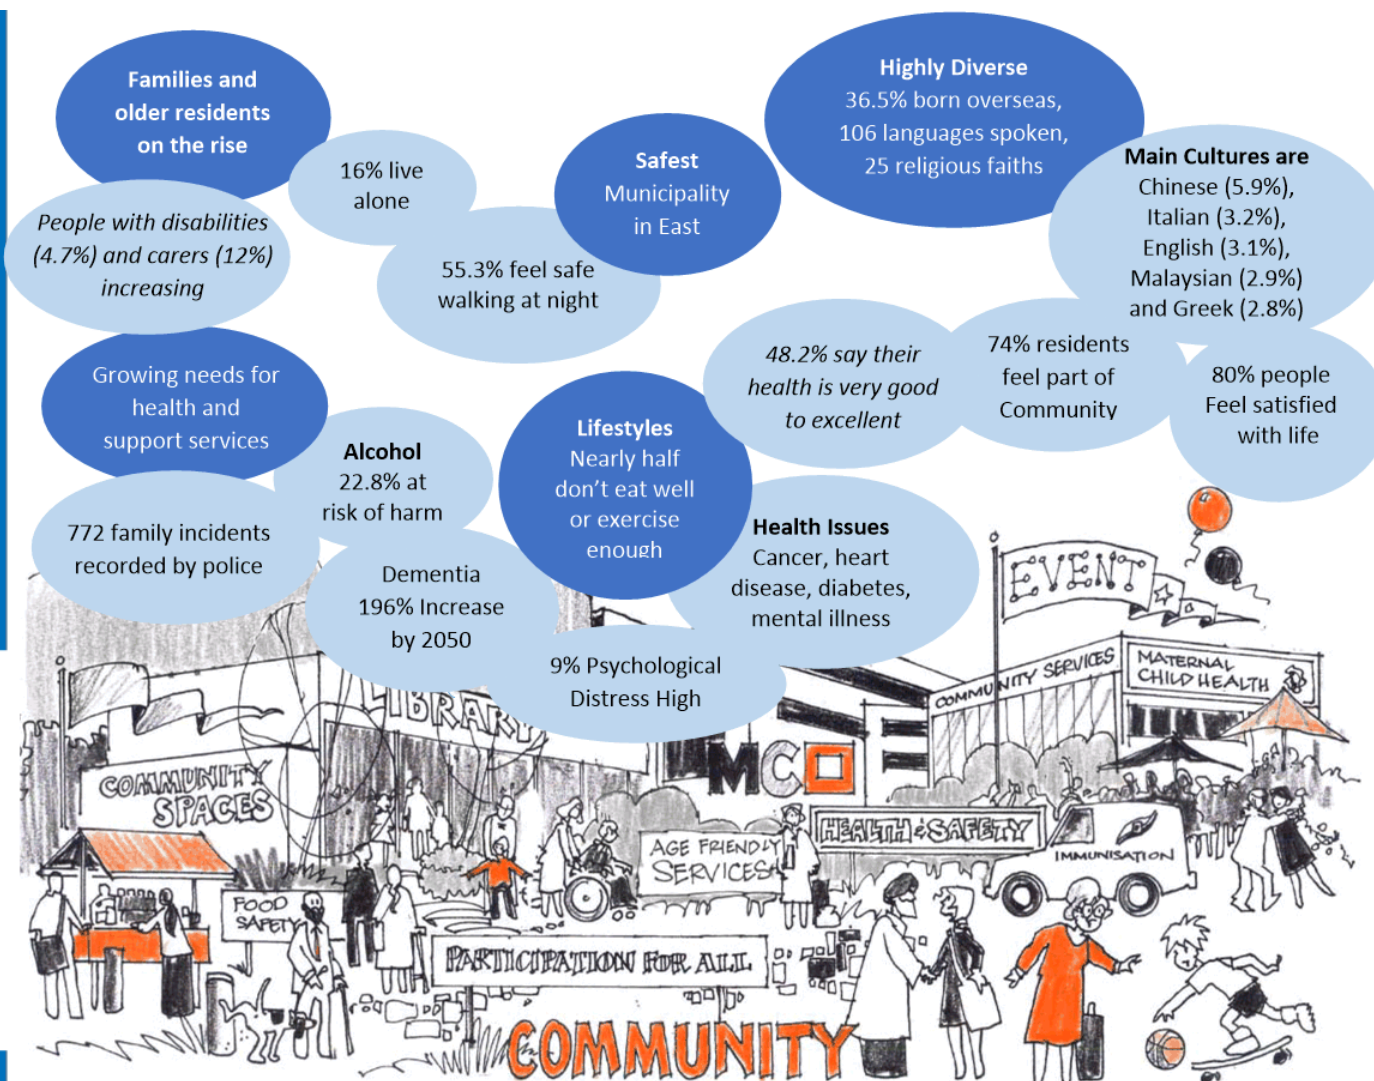 Families and
older residents
on the rise
16% live
alone
People with disabilities
(4.7%) and carers (12%)
increasing
55.3% feel safe
walking at night
Safest
Municipality
in East
Highly Diverse
36.5% born overseas,
106 languages spoken,
25 religious faiths
Main Cultures are
Chinese (5.9%),
Italian (3.2%),
English (3.1%),
Malaysian (2.9%)
and Greek (2.8%)
Growing needs for
health and
support services
Alcohol
22.8% at
risk of harm
772 family incidents
recorded by police
Dementia
196% Increase
by 2050
Lifestyles
Nearly half
don't eat well
or exercise
enough
48.2% say their
health is very good
to excellent
74% residents
feel part of
Community
80% people
Feel satisfied
with life
Health Issues
Cancer, heart
disease, diabetes,
mental illness
9% Psychological
Distress High
EVENT
COMMUNITY SERVICES
MATERNAL
CHILD HEALTH
LIBRARY
COMMUNITY
SPACES
MC
HEALTH & SAFETY
AGE FRIENDLY
SERVICES
IMMUNISATION
FOOD
SAFETY
PARTICIPATION FOR ALL
COMMUNITY